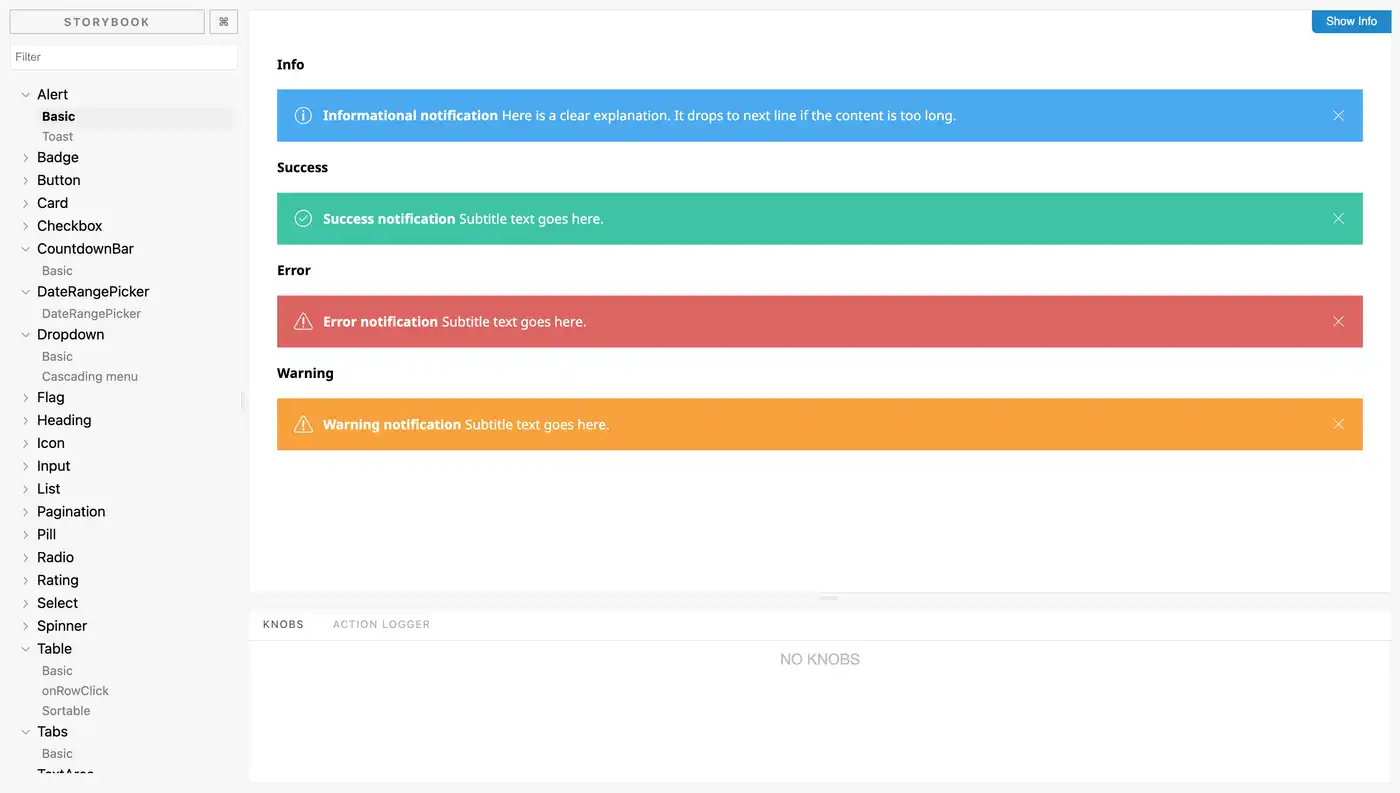 STORYBOOK
⌘
Filter
Alert
Basic
Toast
Badge
Button
Card
Checkbox
CountdownBar
Basic
DateRangePicker
DateRangePicker
Dropdown
Basic
Cascading menu
Flag
Heading
Icon
Input
List
Pagination
Pill
Radio
Rating
Select
Spinner
Table
Basic
onRowClick
Sortable
Tabs
Basic
TextArea
Show Info
Info
Informational notification Here is a clear explanation. It drops to next line if the content is too long.
Success
Success notification Subtitle text goes here.
Error
Error notification Subtitle text goes here.
Warning
Warning notification Subtitle text goes here.
KNOBS ACTION LOGGER
NO KNOBS